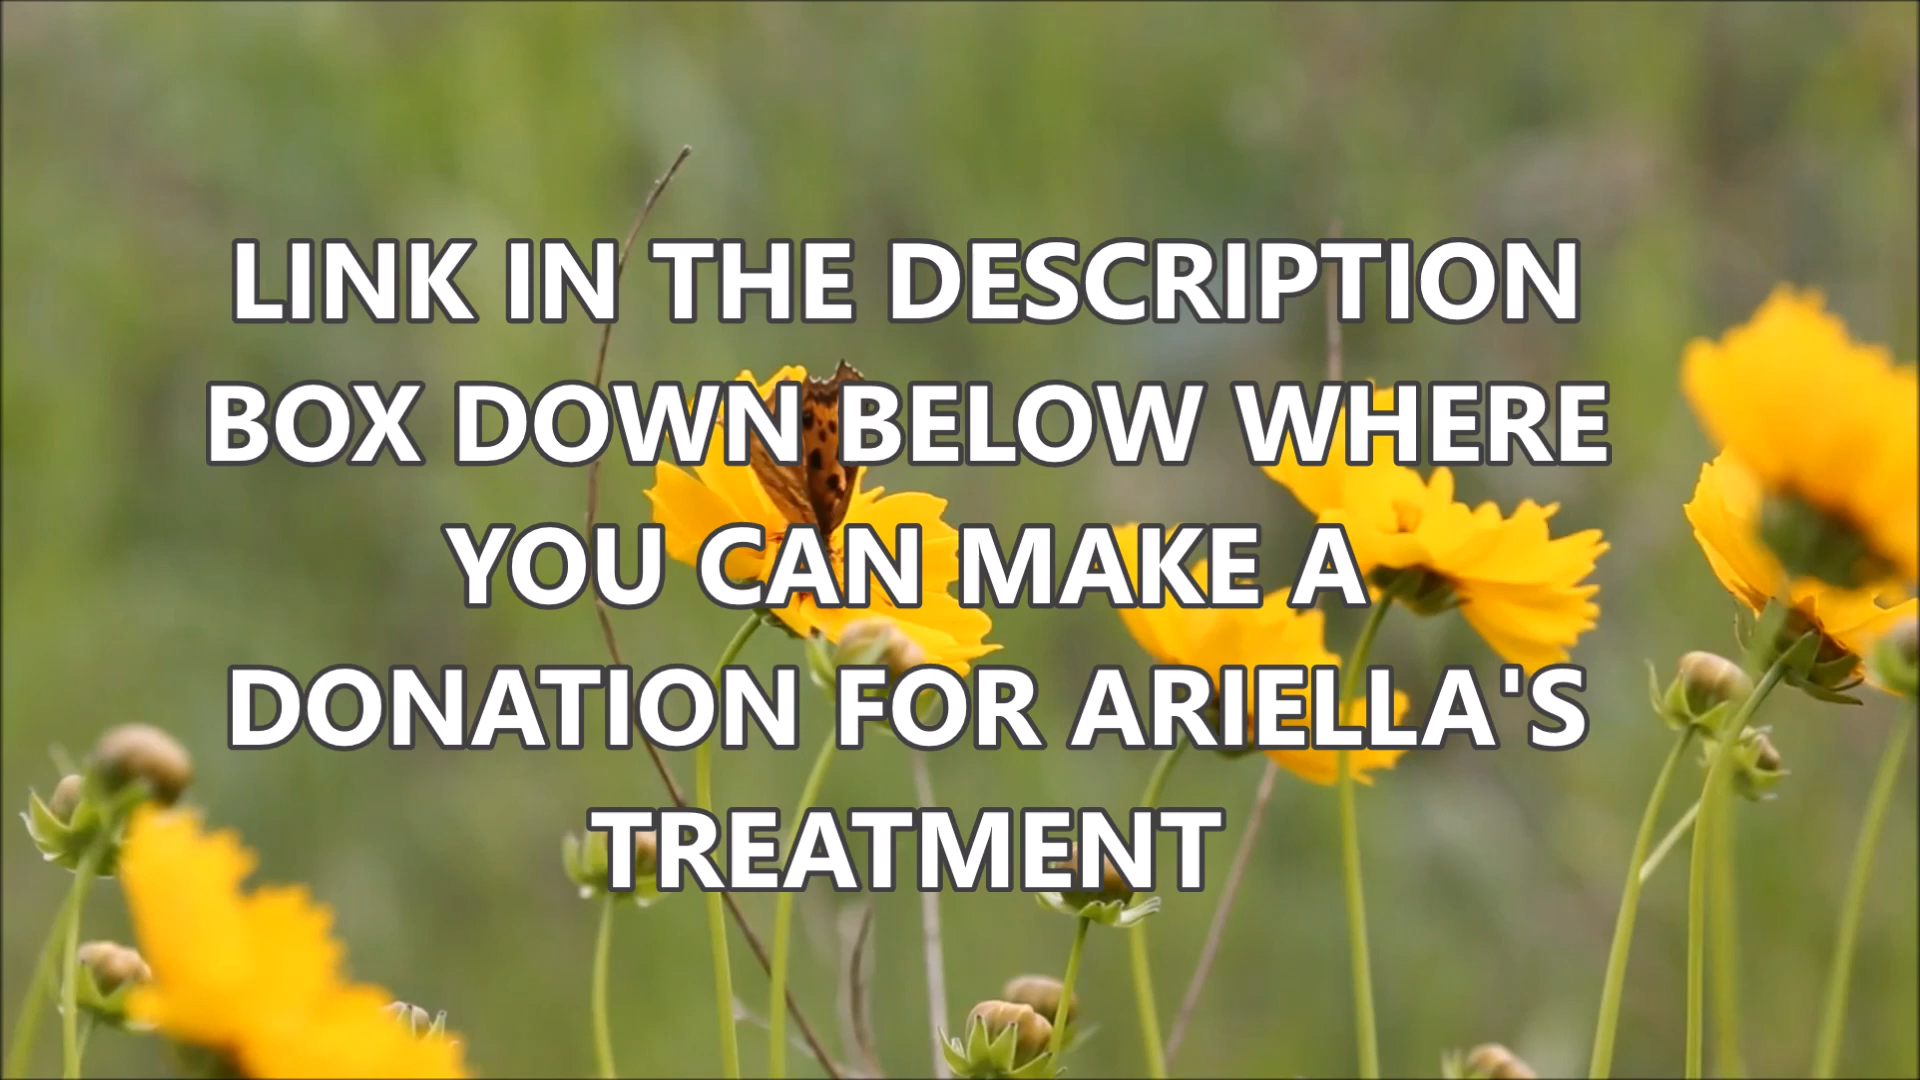 LINK IN THE DESCRIPTION
BOX DOWN BELOW WHERE
YOU CAN MAKE A
DONATION FOR ARIELLA'S
TREATMENT